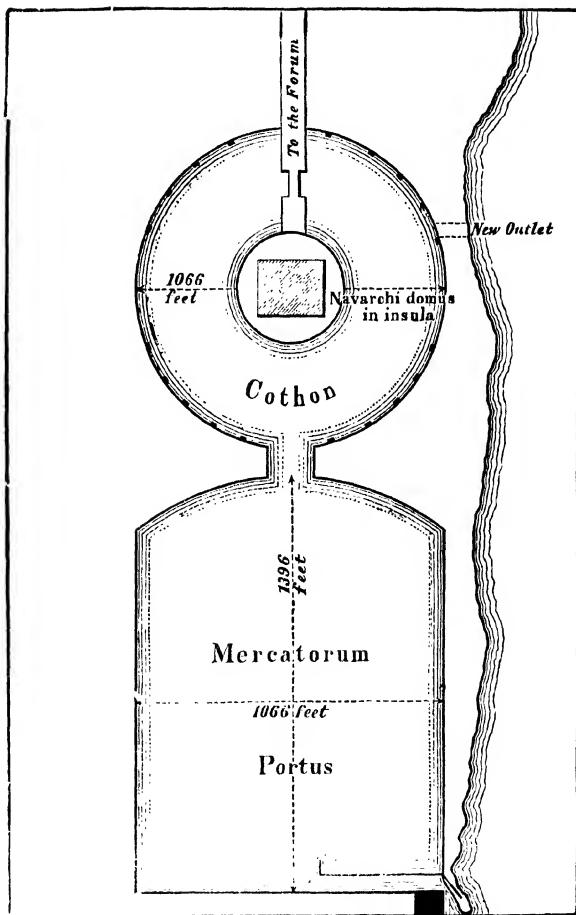 To the Forum
New Outlet
1066
feet
Navarchi domus
in insula
Cothon
1396
feet
Mercatorum
1066 feet
Portus